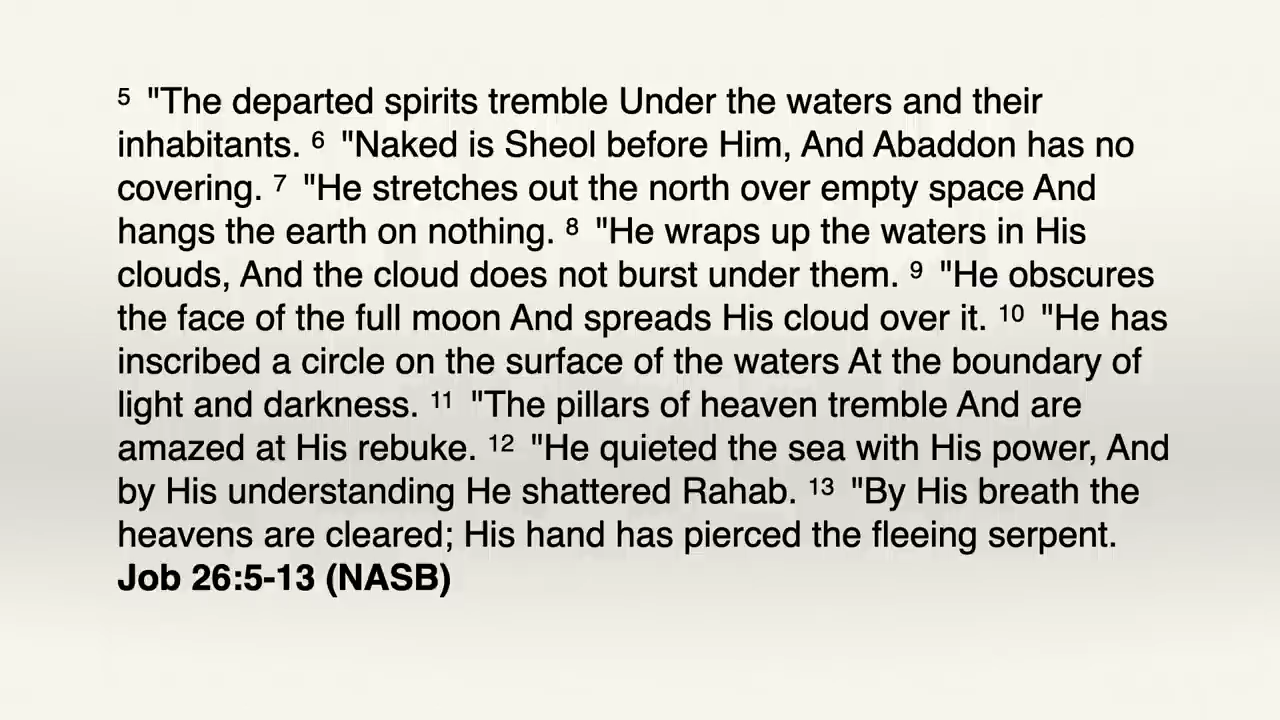 5 "The departed spirits tremble Under the waters and their
inhabitants. 6 "Naked is Sheol before Him, And Abaddon has no
covering. 7 "He stretches out the north over empty space And
hangs the earth on nothing. 8 "He wraps up the waters in His
clouds, And the cloud does not burst under them. 9 "He obscures
the face of the full moon And spreads His cloud over it. 10 "He has
inscribed a circle on the surface of the waters At the boundary of
light and darkness. 11 "The pillars of heaven tremble And are
amazed at His rebuke. 12 "He quieted the sea with His power, And
by His understanding He shattered Rahab. 13 "By His breath the
heavens are cleared; His hand has pierced the fleeing serpent.
Job 26:5-13 (NASB)